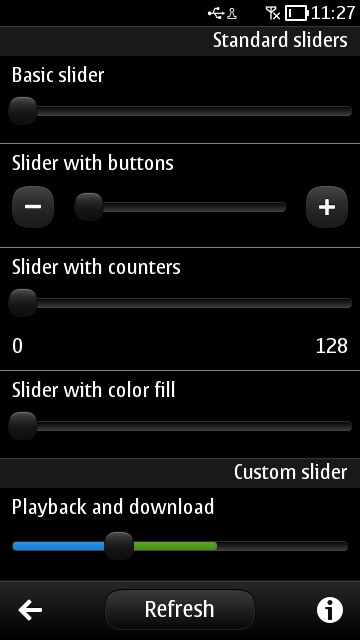 11:27
Standard sliders
Basic slider
Slider with buttons
Slider with counters
0 128
Slider with color fill
Custom slider
Playback and download
Refresh